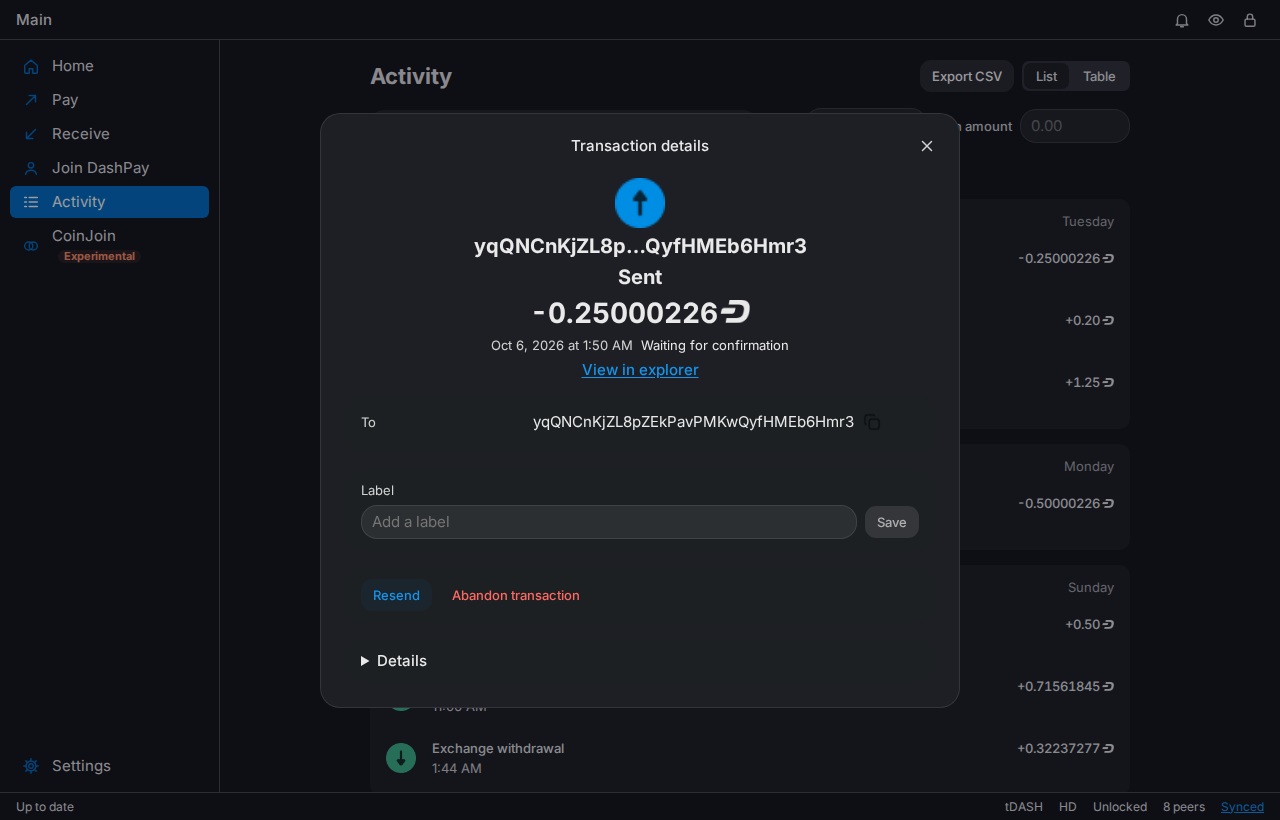 Main
Home
Pay
Receive
Join DashPay
Activity
CoinJoin
Experimental
Settings
Activity
Export CSV
List
Table
amount
0.00
Transaction details
yqQNCnKjZL8p...QyfHMEb6Hmr3
Sent
-0.25000226
Oct 6, 2026 at 1:50 AM Waiting for confirmation
View in explorer
To
yqQNCnKjZL8pZEkPavPMKwQyfHMEb6Hmr3
Label
Add a label
Save
Resend
Abandon transaction
Details
Tuesday
-0.25000226
+0.20
+1.25
Monday
-0.50000226
Sunday
+0.50
+0.71561845
Exchange withdrawal
+0.32237277
1:44 AM
Up to date
tDASH
HD
Unlocked
8 peers
Synced